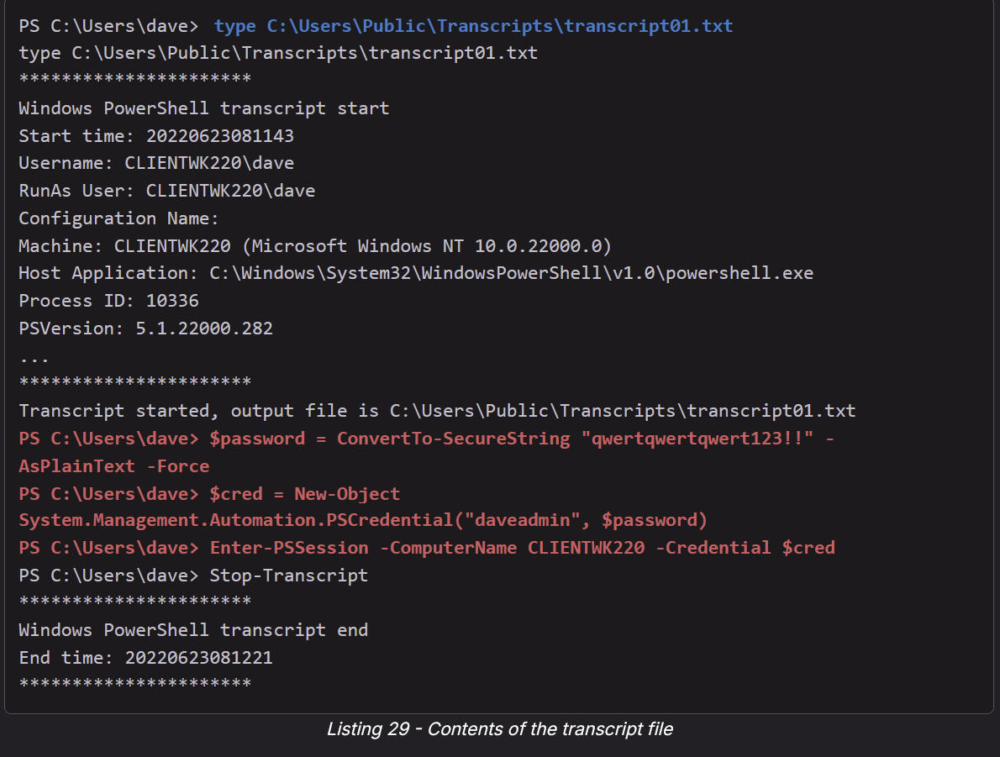 PS C:\Users\dave> type C:\Users\Public\Transcripts\transcript01.txt
type C:\Users\Public\Transcripts\transcript01.txt
**********************
Windows PowerShell transcript start
Start time: 20220623081143
Username: CLIENTWK220\dave
RunAs User: CLIENTWK220\dave
Configuration Name:
Machine: CLIENTWK220 (Microsoft Windows NT 10.0.22000.0)
Host Application: C:\Windows\System32\WindowsPowerShell\v1.0\powershell.exe
Process ID: 10336
PSVersion: 5.1.22000.282
...
**********************
Transcript started, output file is C:\Users\Public\Transcripts\transcript01.txt
PS C:\Users\dave> $password = ConvertTo-SecureString "qwertqwertqwert123!!" -
AsPlainText -Force
PS C:\Users\dave> $cred = New-Object
System.Management.Automation.PSCredential("daveadmin", $password)
PS C:\Users\dave> Enter-PSSession -ComputerName CLIENTWK220 -Credential $cred
PS C:\Users\dave> Stop-Transcript
**********************
Windows PowerShell transcript end
End time: 20220623081221
**********************
Listing 29 - Contents of the transcript file